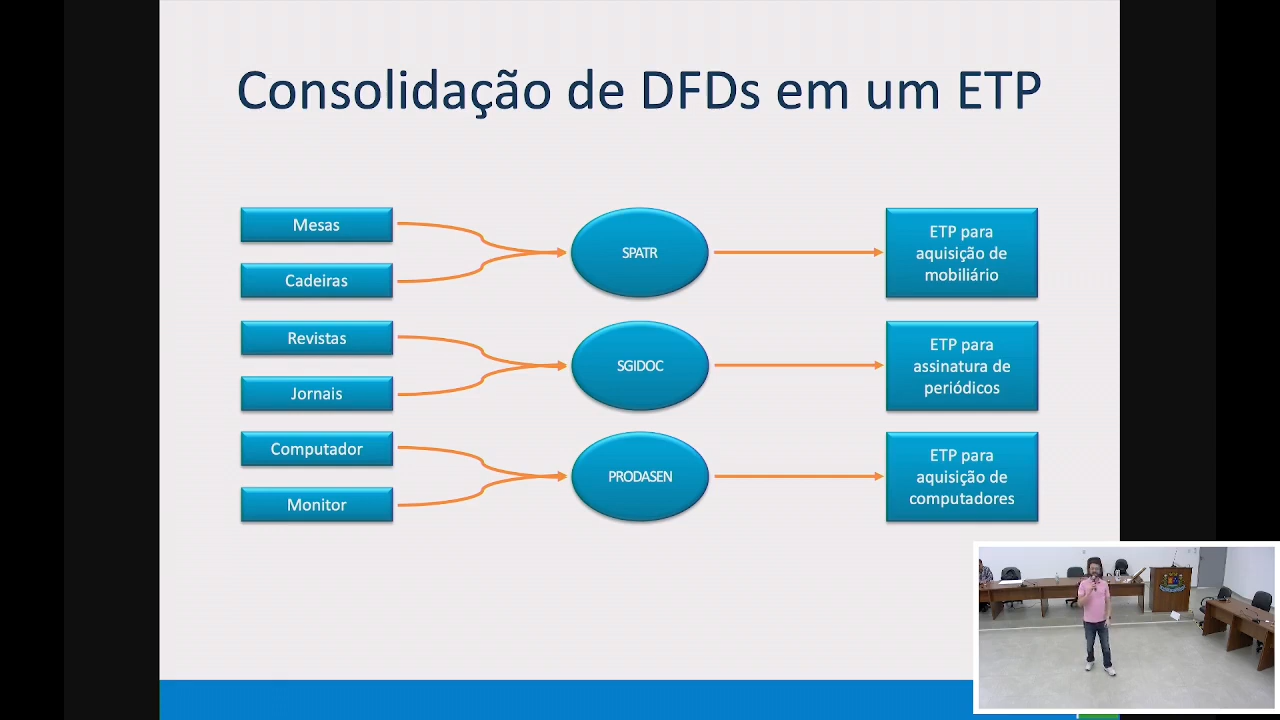 Consolidação de DFDs em um ETP
Mesas
Cadeiras
SPATR
ETP para
aquisição de
mobiliário
Revistas
Jornais
SGIDOC
ETP para
assinatura de
periódicos
Computador
Monitor
PRODASEN
ETP para
aquisição de
computadores